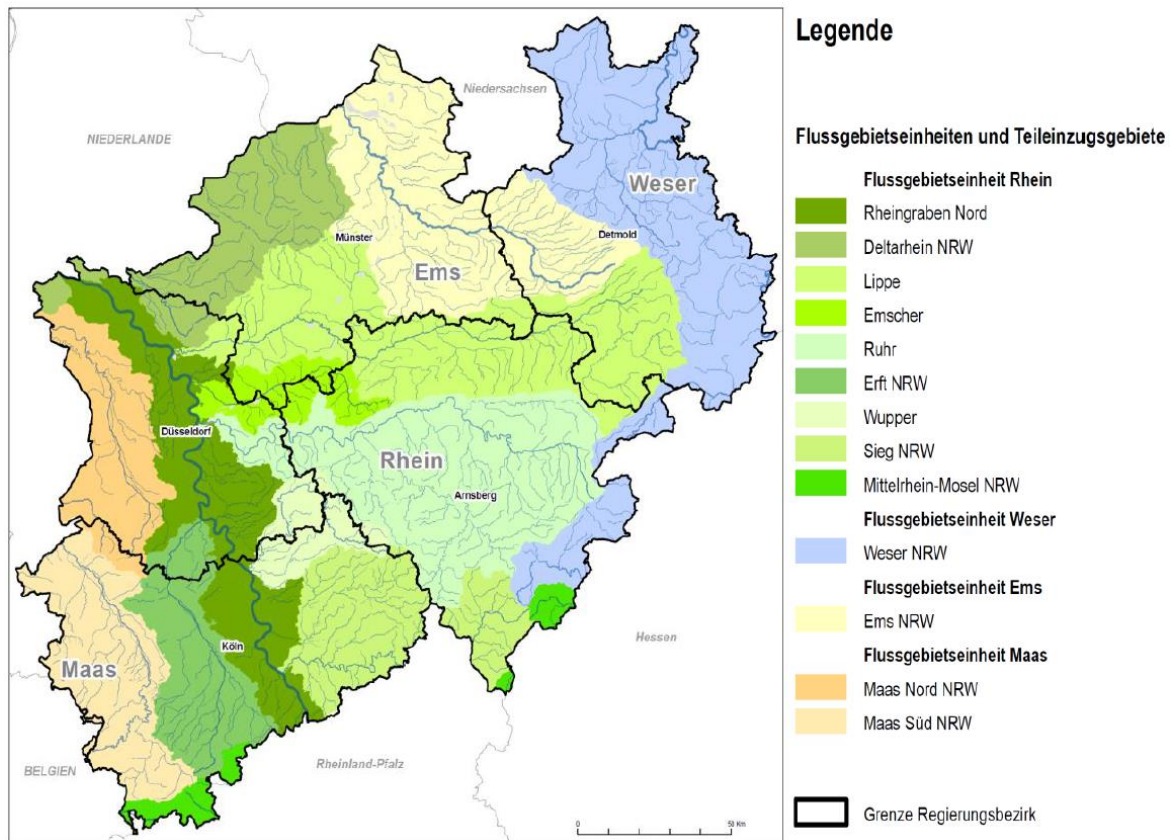 Niedersachsen
NIEDERLANDE
Weser
Münster
Detmold
Ems
Düsseldorf
Rhein
Arnsberg
Köln
Maas
Hessen
BELGIEN
Rheinland-Pfalz
0 50 Km
Legende
Flussgebietseinheiten und Teileinzugsgebiete
Flussgebietseinheit Rhein
Rheingraben Nord
Deltarhein NRW
Lippe
Emscher
Ruhr
Erft NRW
Wupper
Sieg NRW
Mittelrhein-Mosel NRW
Flussgebietseinheit Weser
Weser NRW
Flussgebietseinheit Ems
Ems NRW
Flussgebietseinheit Maas
Maas Nord NRW
Maas Süd NRW
Grenze Regierungsbezirk